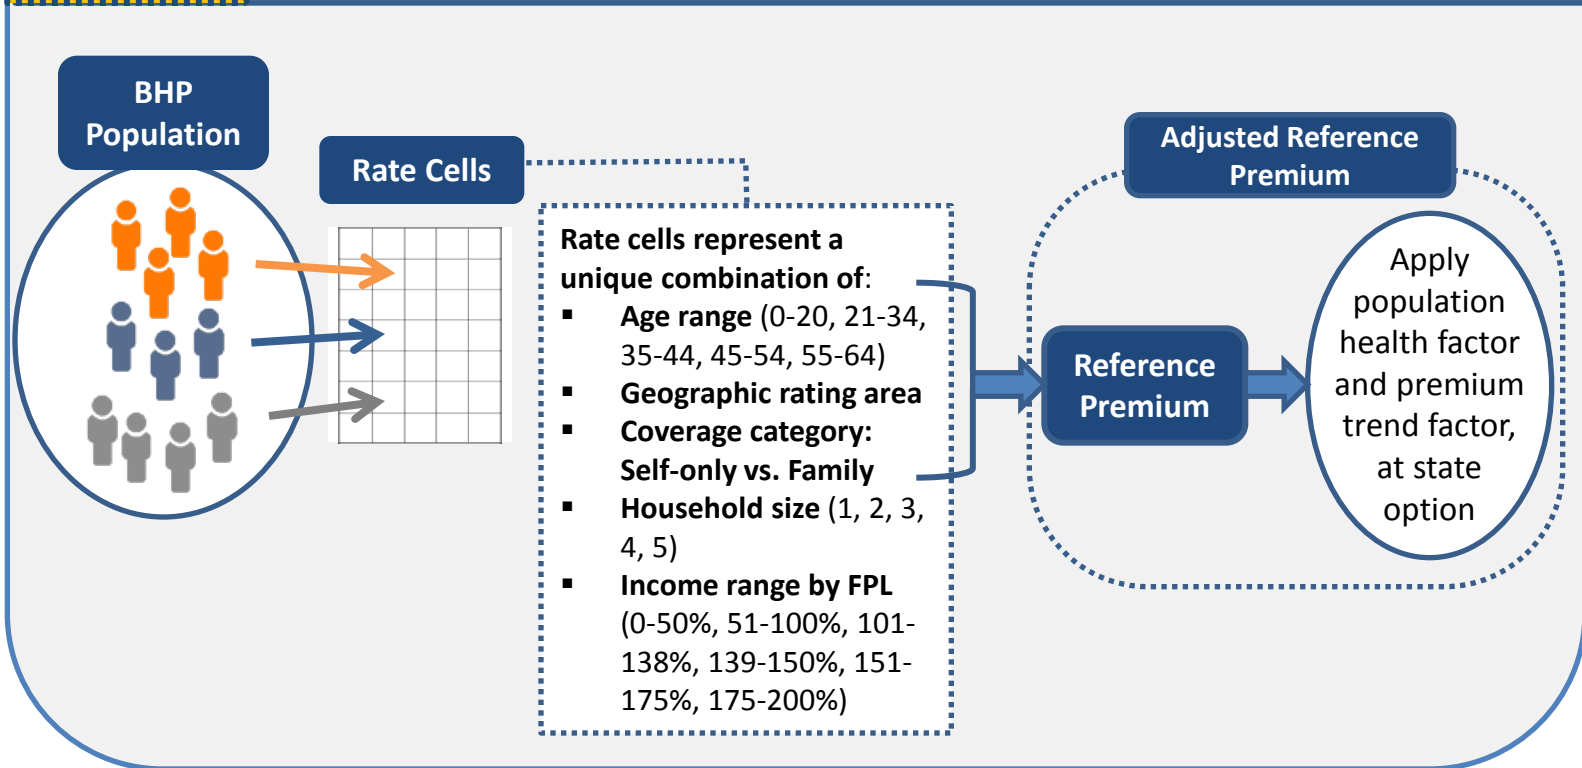 BHP
Population
Rate Cells
Rate cells represent a
unique combination of:
▪ Age range (0-20, 21-34,
35-44, 45-54, 55-64)
▪ Geographic rating area
▪ Coverage category:
Self-only vs. Family
▪ Household size (1, 2, 3,
4, 5)
▪ Income range by FPL
(0-50%, 51-100%, 101-
138%, 139-150%, 151-
175%, 175-200%)
Reference
Premium
Adjusted Reference
Premium
Apply
population
health factor
and premium
trend factor,
at state
option